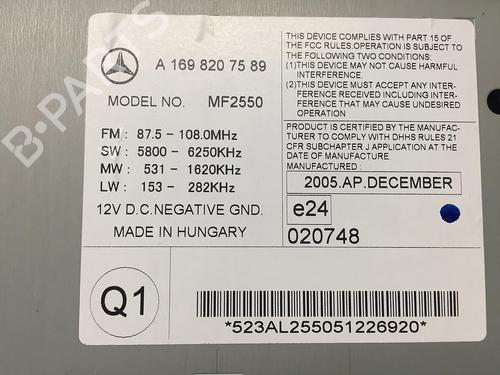 A 169 820 75 89
MODEL NO. MF2550
FM : 87.5 - 108.0MHz
SW : 5800 - 6250KHz
MW : 531 - 1620KHz
LW : 153 - 282KHz
12V D.C.NEGATIVE GND.
MADE IN HUNGARY
THIS DEVICE COMPLIES WITH PART 15 OF
THE FCC RULES.OPERATION IS SUBJECT TO
THE FOLLOWING TWO CONDITIONS:
(1)THIS DEVICE MAY NOT CAUSE HARMFUL
INTERFERENCE.
(2)THIS DEVICE MUST ACCEPT ANY INTER-
FERENCE RECEIVED INCLUDING INTER-
FERENCE THAT MAY CAUSE UNDESIRED
OPERATION
PRODUCT IS CERTIFIED BY THE MANUFAC-
TURER TO COMPLY WITH DHHS RULES 21
CFR SUBCHAPTER J APPLICATION AT THE
DATE OF MANUFACTURE.
MANUFACTURED :
2005.AP.DECEMBER
e24
020748
Q1
*523AL255051226920*
B-PARTS